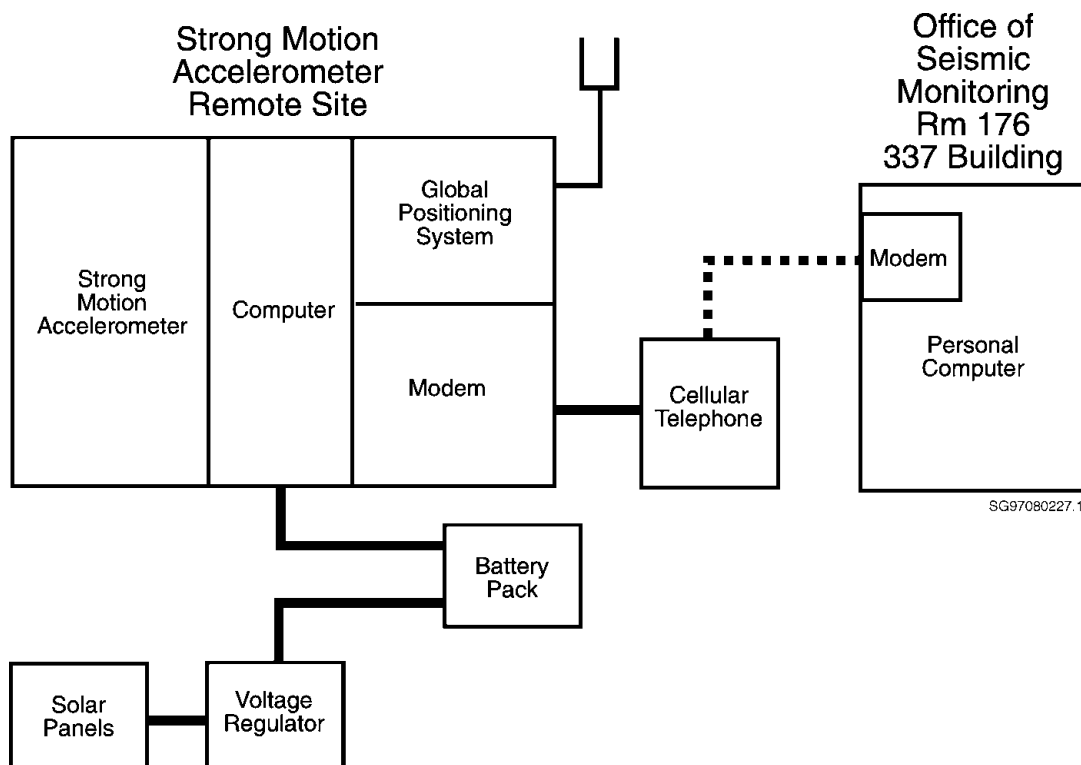 Strong Motion
Accelerometer
Remote Site
Office of
Seismic
Monitoring
Rm 176
337 Building
Strong
Motion
Accelerometer
Computer
Global
Positioning
System
Modem
Cellular
Telephone
Modem
Personal
Computer
SG97080227.1
Battery
Pack
Solar
Panels
Voltage
Regulator